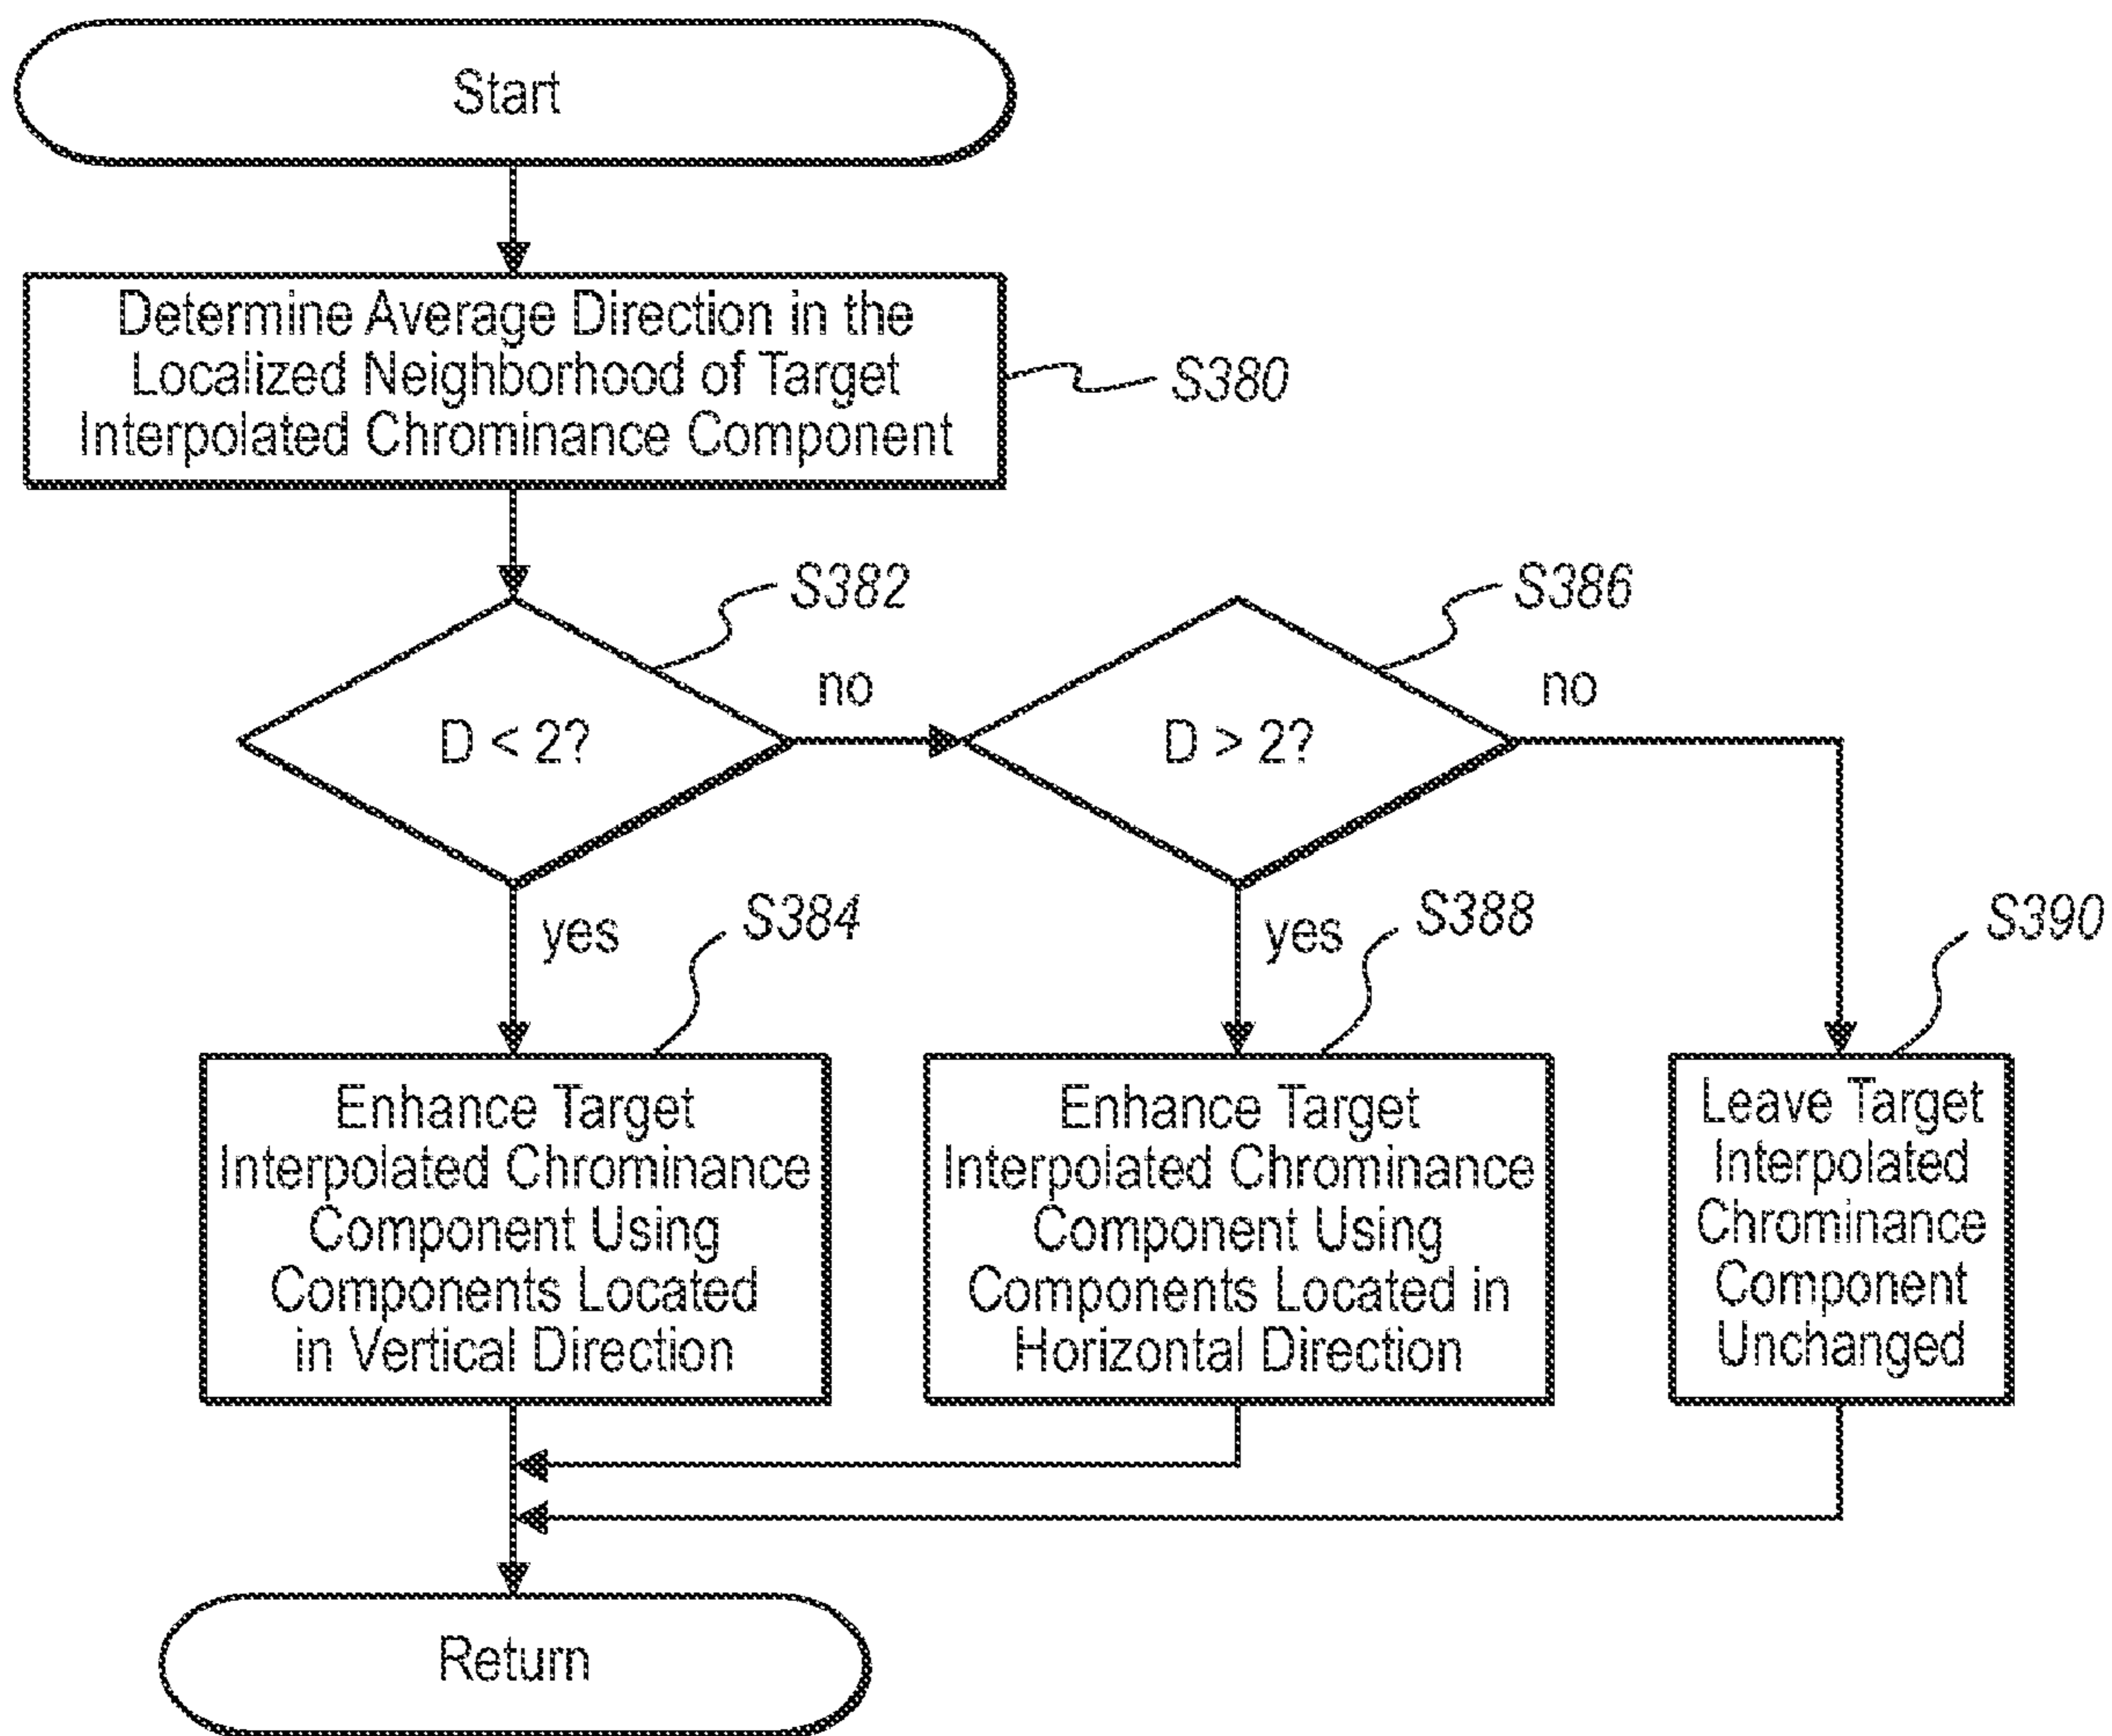 Start
Determine Average Direction in the
Localized Neighborhood of Target
Interpolated Chrominance Component
S380
S382
D < 2?
no
S386
D > 2?
no
yes
S384
yes
S388
S390
Enhance Target
Interpolated Chrominance
Component Using
Components Located
in Vertical Direction
Enhance Target
Interpolated Chrominance
Component Using
Components Located in
Horizontal Direction
Leave Target
Interpolated
Chrominance
Component
Unchanged
Return